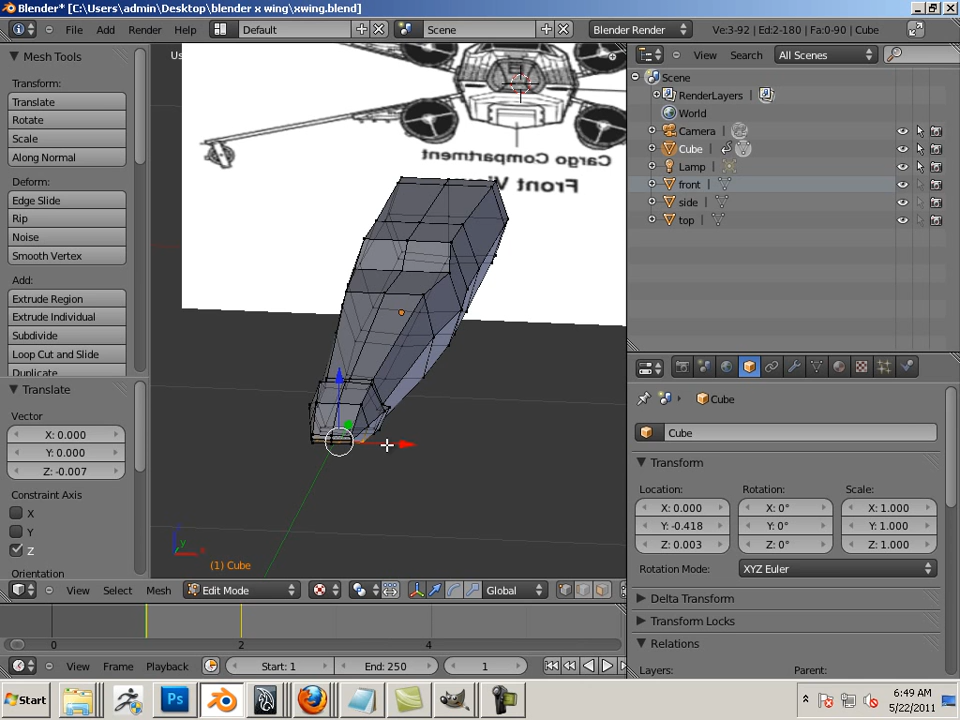 Blender* [C:\Users\admin\Desktop\blender x wing\xwing.blend]
File Add Render Help Default Scene Blender Render Ve:3-92 | Ed:2-180 | Fa:0-90 | Cube
Mesh Tools
Transform:
Translate
Rotate
Scale
Along Normal
Deform:
Edge Slide
Rip
Noise
Smooth Vertex
Add:
Extrude Region
Extrude Individual
Subdivide
Loop Cut and Slide
Duplicate
Translate
Vector
X: 0.000
Y: 0.000
Z: -0.007
Constraint Axis
X
Y
Z
Orientation
Us
Cargo Compartment
Front View
z
y
x
(1) Cube
View Select Mesh Edit Mode Global
0 2 4
View Frame Playback Start: 1 End: 250 1
View Search All Scenes
Scene
RenderLayers
World
Camera
Cube
Lamp
front
side
top
Cube
Cube
Transform
Location: Rotation: Scale:
X: 0.000 X: 0° X: 1.000
Y: -0.418 Y: 0° Y: 1.000
Z: 0.003 Z: 0° Z: 1.000
Rotation Mode: XYZ Euler
Delta Transform
Transform Locks
Relations
Layers: Parent:
Start Ps 6:49 AM
5/22/2011